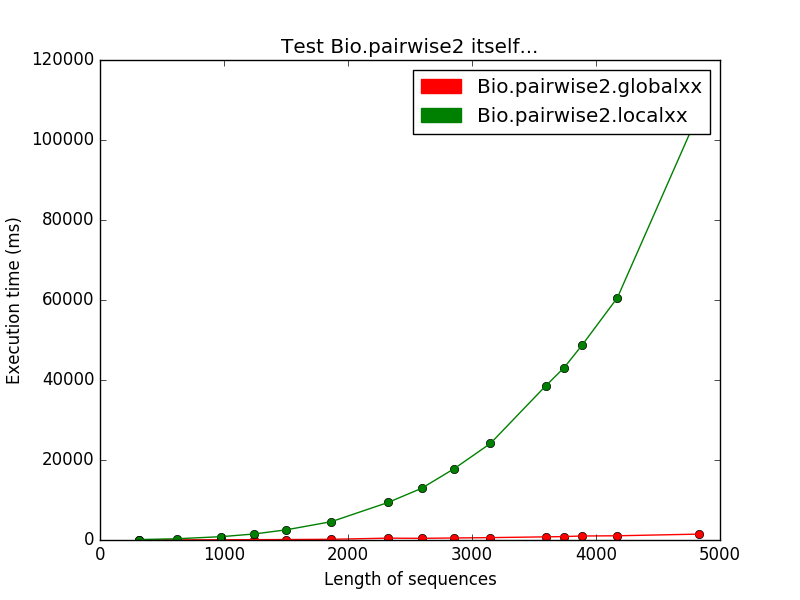 Test Bio.pairwise2 itself...
Bio.pairwise2.globalxx
Bio.pairwise2.localxx
120000
100000
80000
60000
40000
20000
0
Execution time (ms)
0 1000 2000 3000 4000 5000
Length of sequences